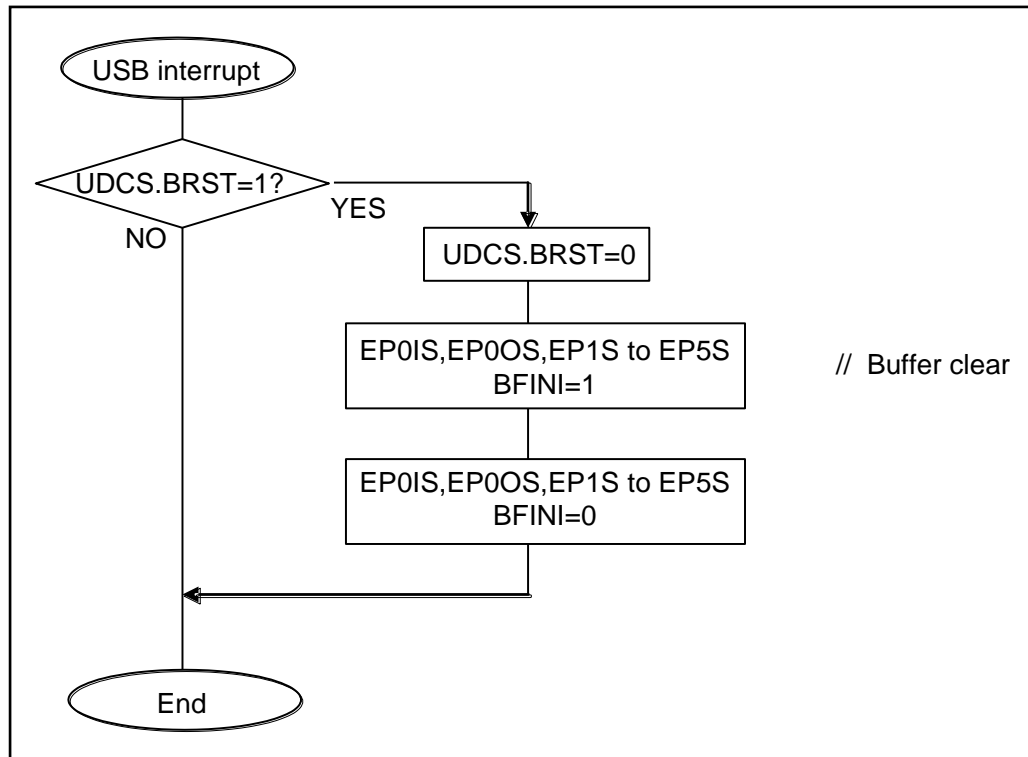 USB interrupt
UDCS.BRST=1?
YES
NO
UDCS.BRST=0
EP0IS,EP0OS,EP1S to EP5S
BFINI=1
// Buffer clear
EP0IS,EP0OS,EP1S to EP5S
BFINI=0
End